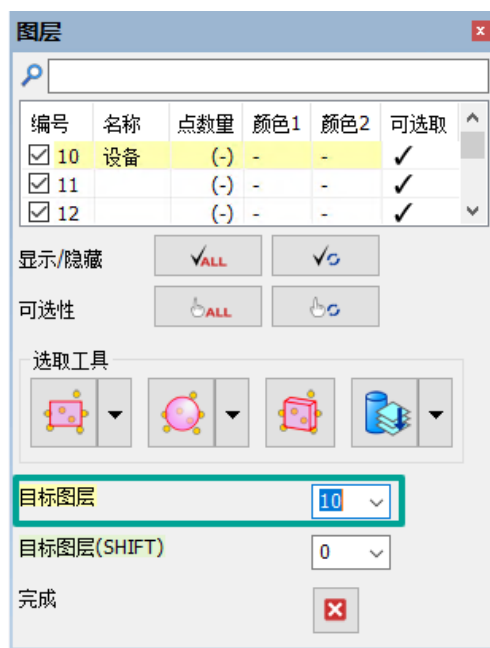 图层
编号 名称 点数量 颜色1 颜色2 可选取
10 设备 (-) - -
11 (-) - -
12 (-) - -
显示/隐藏 ALL
可选性 ALL
选取工具
目标图层 10
目标图层(SHIFT) 0
完成